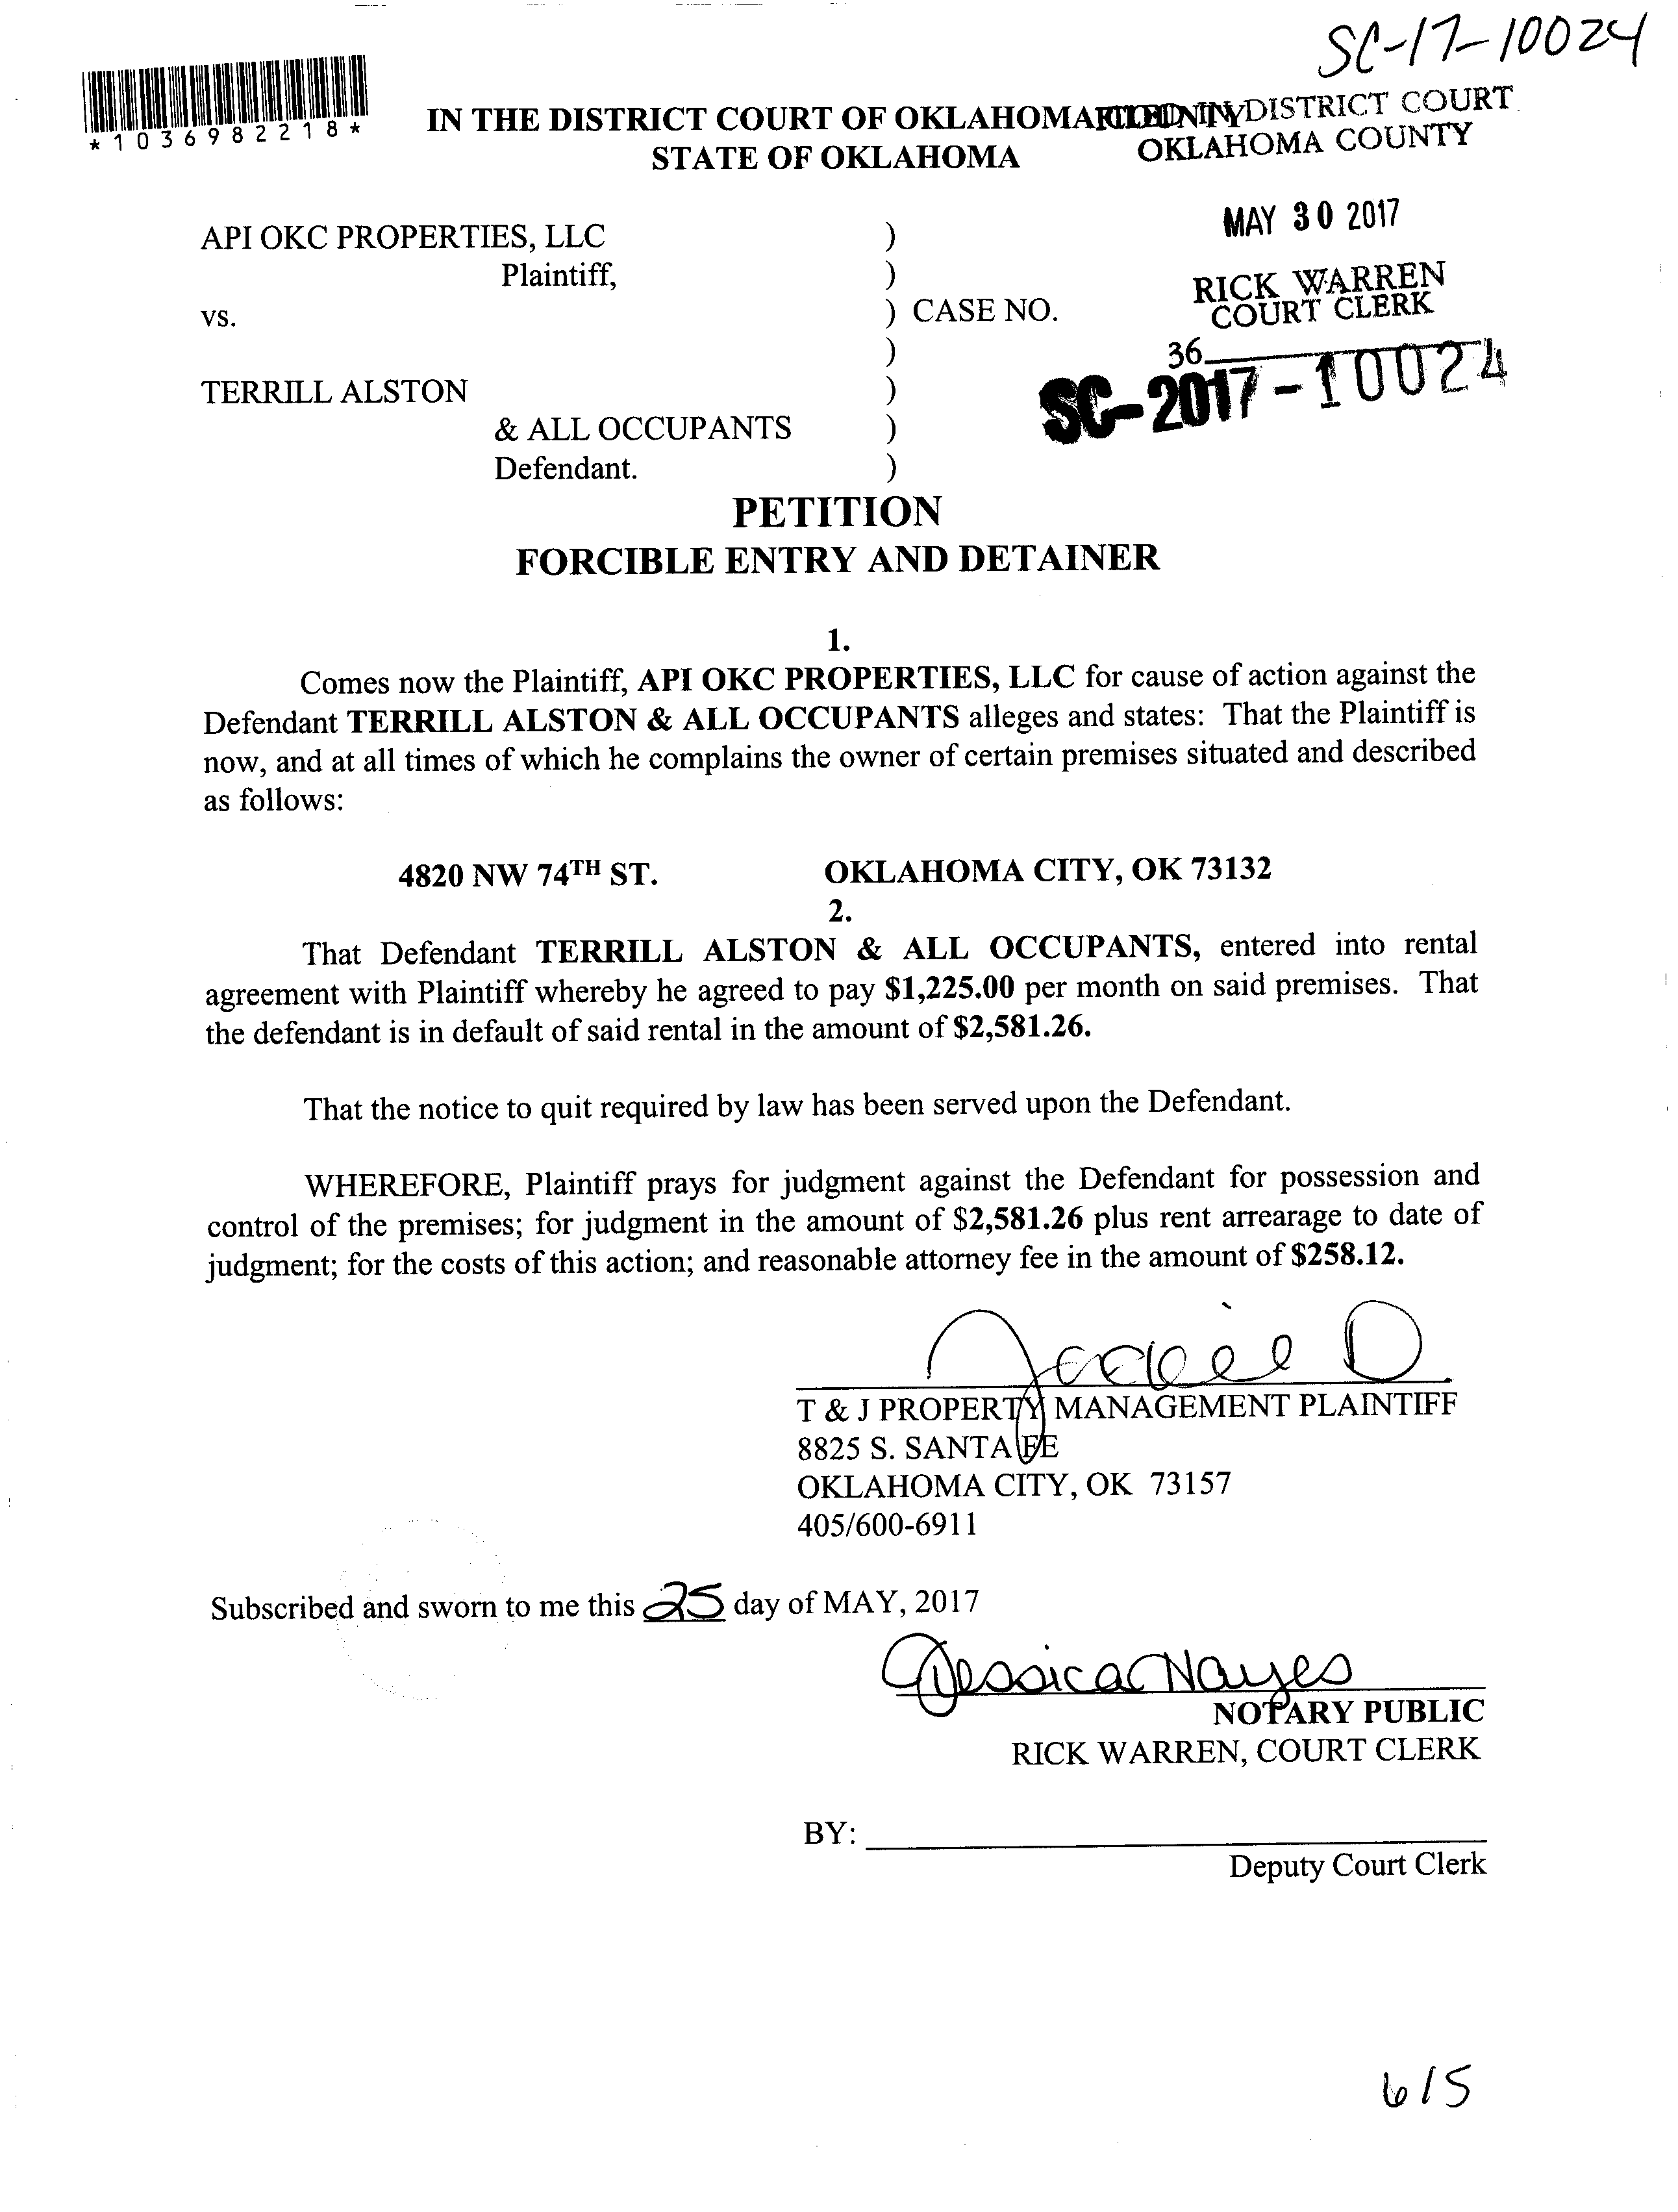 SC-17-10024
*1036982218*
IN THE DISTRICT COURT OF OKLAHOMA COUNTY
STATE OF OKLAHOMA
FILED IN DISTRICT COURT
OKLAHOMA COUNTY
MAY 30 2017
RICK WARREN
COURT CLERK
36
SC-2017-10024
API OKC PROPERTIES, LLC )
Plaintiff, )
vs. ) CASE NO.
)
TERRILL ALSTON )
& ALL OCCUPANTS )
Defendant. )
PETITION
FORCIBLE ENTRY AND DETAINER
1.
Comes now the Plaintiff, API OKC PROPERTIES, LLC for cause of action against the
Defendant TERRILL ALSTON & ALL OCCUPANTS alleges and states: That the Plaintiff is
now, and at all times of which he complains the owner of certain premises situated and described
as follows:
4820 NW 74TH ST. OKLAHOMA CITY, OK 73132
2.
That Defendant TERRILL ALSTON & ALL OCCUPANTS, entered into rental
agreement with Plaintiff whereby he agreed to pay $1,225.00 per month on said premises. That
the defendant is in default of said rental in the amount of $2,581.26.
That the notice to quit required by law has been served upon the Defendant.
WHEREFORE, Plaintiff prays for judgment against the Defendant for possession and
control of the premises; for judgment in the amount of $2,581.26 plus rent arrearage to date of
judgment; for the costs of this action; and reasonable attorney fee in the amount of $258.12.
Jackiee D
T & J PROPERTY MANAGEMENT PLAINTIFF
8825 S. SANTA FE
OKLAHOMA CITY, OK 73157
405/600-6911
Subscribed and sworn to me this 25 day of MAY, 2017
Jessica Hayes
NOTARY PUBLIC
RICK WARREN, COURT CLERK
BY:
Deputy Court Clerk
6/5